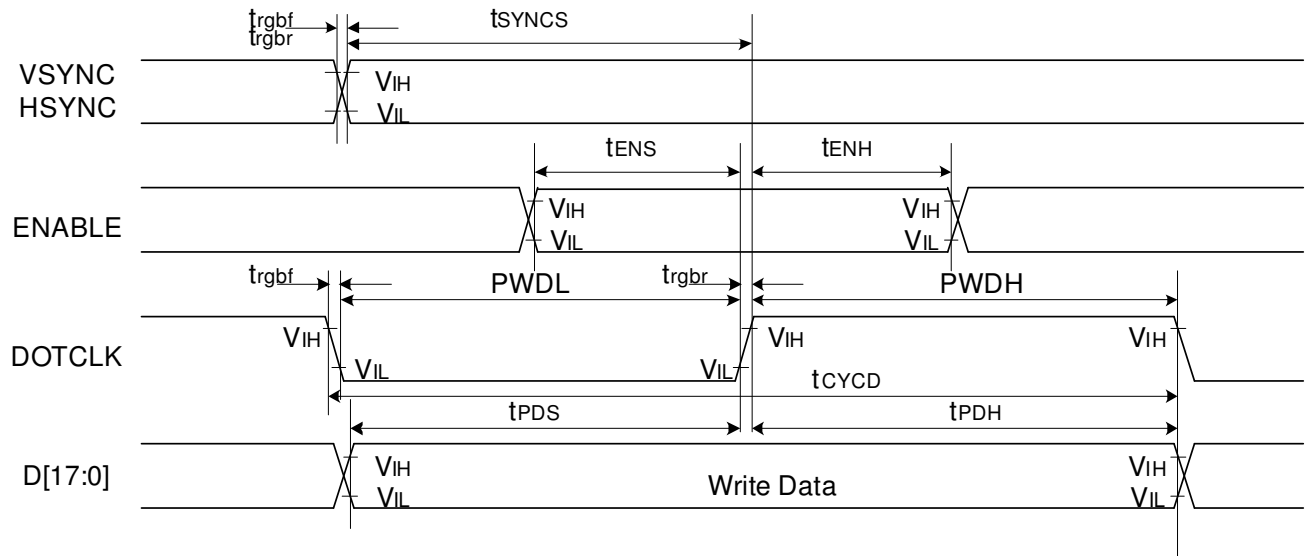 trgbf
trgbr
tSYNCS
VSYNC
HSYNC
VIH
VIL
tENS
tENH
ENABLE
VIH
VIL
VIH
VIL
trgbf
PWDL
trgbr
PWDH
DOTCLK
VIH
VIL
VIL
VIH
VIH
tCYCD
tPDS
tPDH
D[17:0]
VIH
VIL
Write Data
VIH
VIL